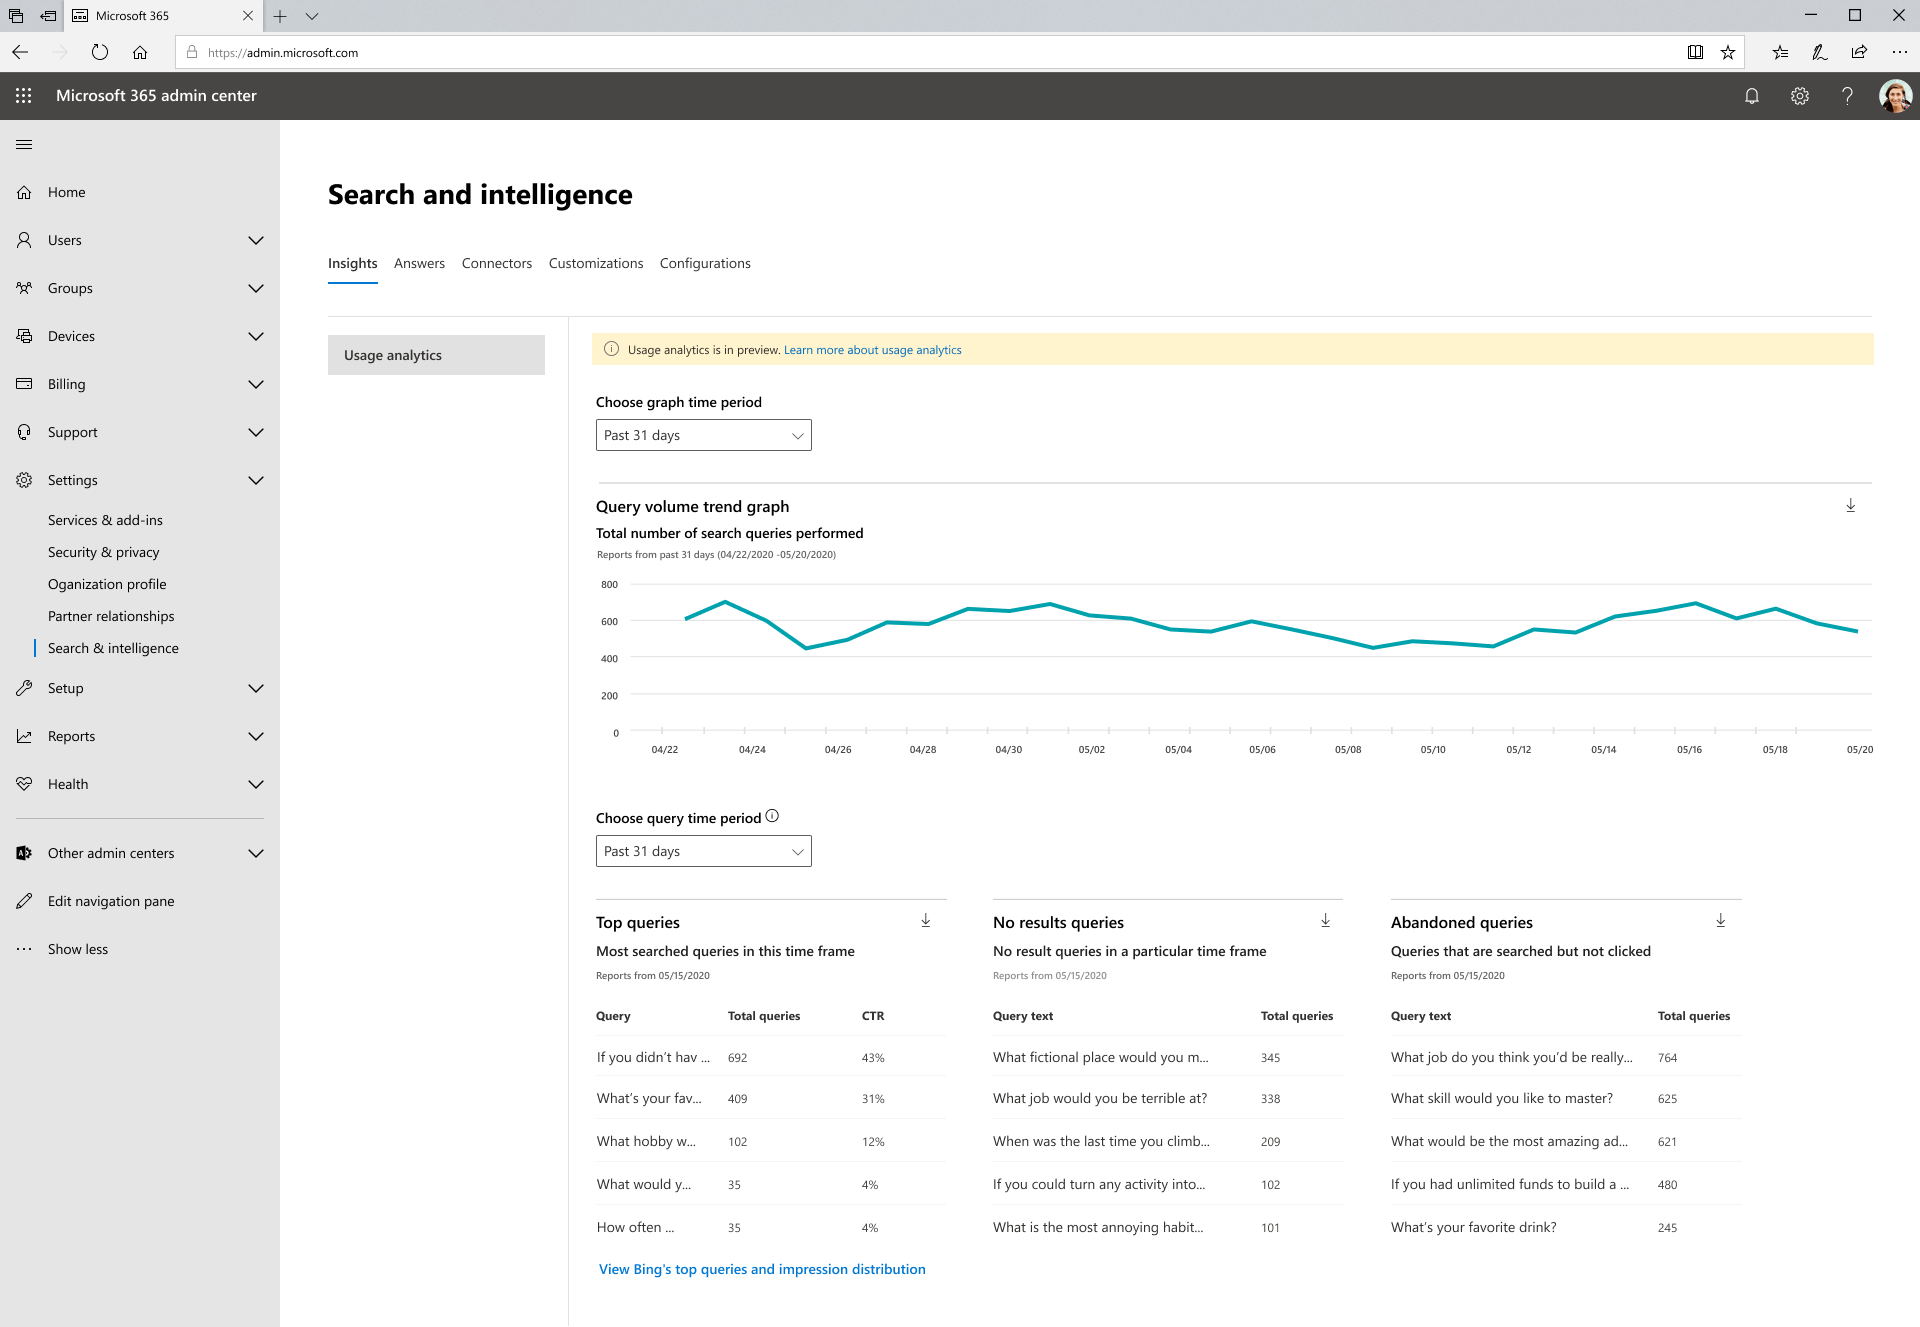 Microsoft 365
https://admin.microsoft.com
Microsoft 365 admin center
Home
Users
Groups
Devices
Billing
Support
Settings
Services & add-ins
Security & privacy
Oganization profile
Partner relationships
Search & intelligence
Setup
Reports
Health
Other admin centers
Edit navigation pane
Show less
Search and intelligence
Insights Answers Connectors Customizations Configurations
Usage analytics
Usage analytics is in preview. Learn more about usage analytics
Choose graph time period
Past 31 days
Query volume trend graph
Total number of search queries performed
Reports from past 31 days (04/22/2020 -05/20/2020)
800
600
400
200
0
04/22 04/24 04/26 04/28 04/30 05/02 05/04 05/06 05/08 05/10 05/12 05/14 05/16 05/18 05/20
Choose query time period
Past 31 days
Top queries
Most searched queries in this time frame
Reports from 05/15/2020
Query Total queries CTR
If you didn’t hav ... 692 43%
What’s your fav... 409 31%
What hobby w... 102 12%
What would y... 35 4%
How often ... 35 4%
View Bing's top queries and impression distribution
No results queries
No result queries in a particular time frame
Reports from 05/15/2020
Query text Total queries
What fictional place would you m... 345
What job would you be terrible at? 338
When was the last time you climb... 209
If you could turn any activity into... 102
What is the most annoying habit... 101
Abandoned queries
Queries that are searched but not clicked
Reports from 05/15/2020
Query text Total queries
What job do you think you’d be really... 764
What skill would you like to master? 625
What would be the most amazing ad... 621
If you had unlimited funds to build a ... 480
What’s your favorite drink? 245